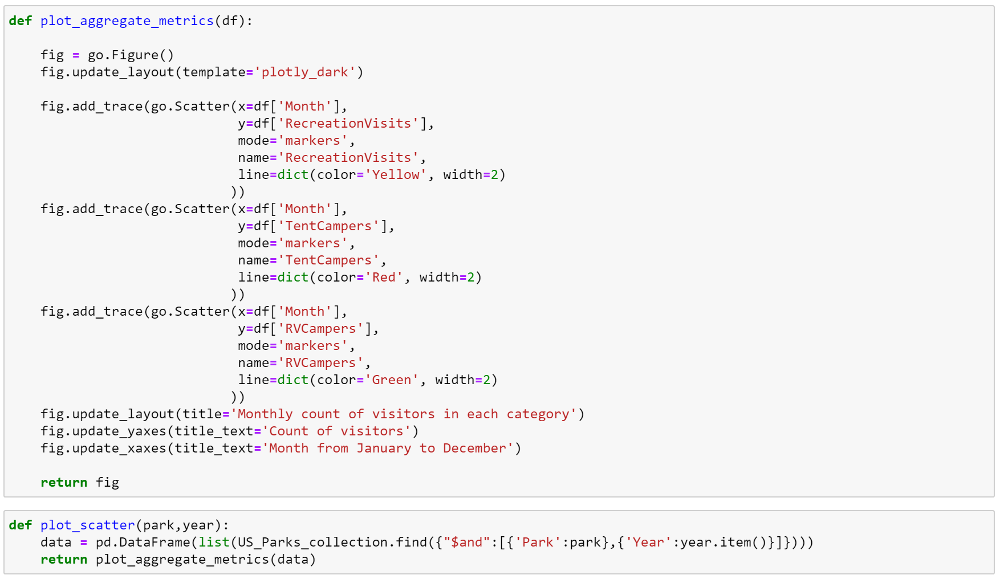 def plot_aggregate_metrics(df):

    fig = go.Figure()
    fig.update_layout(template='plotly_dark')

    fig.add_trace(go.Scatter(x=df['Month'],
                             y=df['RecreationVisits'],
                             mode='markers',
                             name='RecreationVisits',
                             line=dict(color='Yellow', width=2)
                            ))
    fig.add_trace(go.Scatter(x=df['Month'],
                             y=df['TentCampers'],
                             mode='markers',
                             name='TentCampers',
                             line=dict(color='Red', width=2)
                            ))
    fig.add_trace(go.Scatter(x=df['Month'],
                             y=df['RVCampers'],
                             mode='markers',
                             name='RVCampers',
                             line=dict(color='Green', width=2)
                            ))
    fig.update_layout(title='Monthly count of visitors in each category')
    fig.update_yaxes(title_text='Count of visitors')
    fig.update_xaxes(title_text='Month from January to December')

    return fig

def plot_scatter(park,year):
    data = pd.DataFrame(list(US_Parks_collection.find({"$and":[{'Park':park},{'Year':year.item()}]})))
    return plot_aggregate_metrics(data)